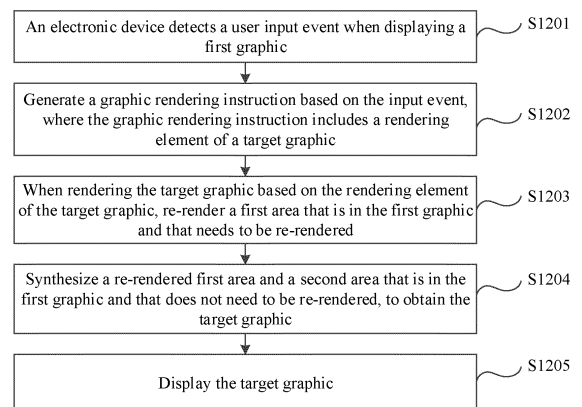 An electronic device detects a user input event when displaying a
first graphic
S1201
Generate a graphic rendering instruction based on the input event,
where the graphic rendering instruction includes a rendering
element of a target graphic
S1202
When rendering the target graphic based on the rendering element
of the target graphic, re-render a first area that is in the first graphic
and that needs to be re-rendered
S1203
Synthesize a re-rendered first area and a second area that is in the
first graphic and that does not need to be re-rendered, to obtain the
target graphic
S1204
Display the target graphic
S1205